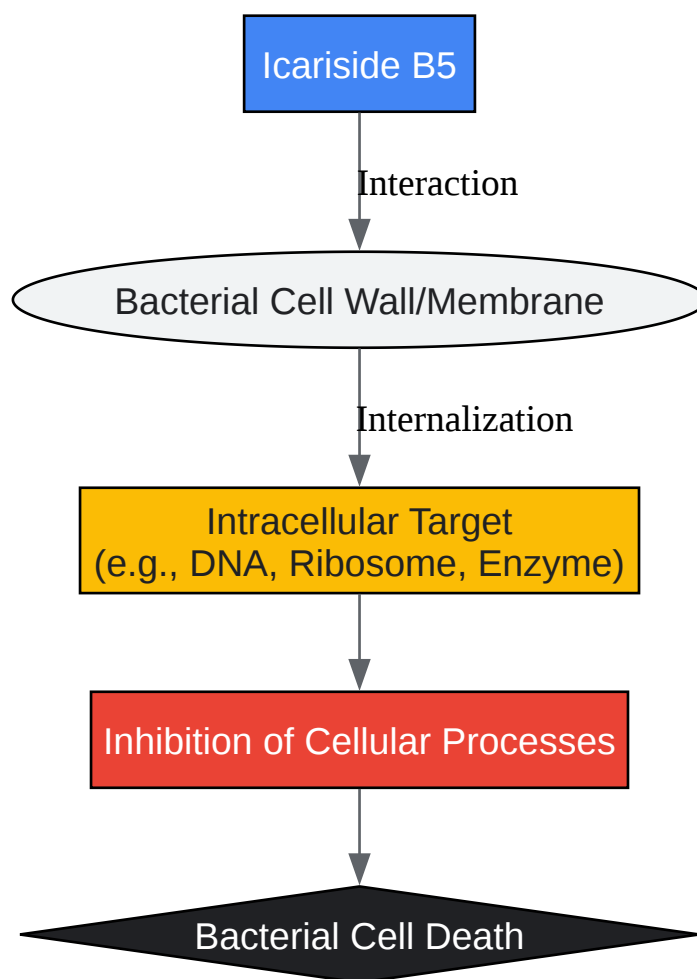 Icariside B5
Interaction
Bacterial Cell Wall/Membrane
Internalization
Intracellular Target
(e.g., DNA, Ribosome, Enzyme)
Inhibition of Cellular Processes
Bacterial Cell Death